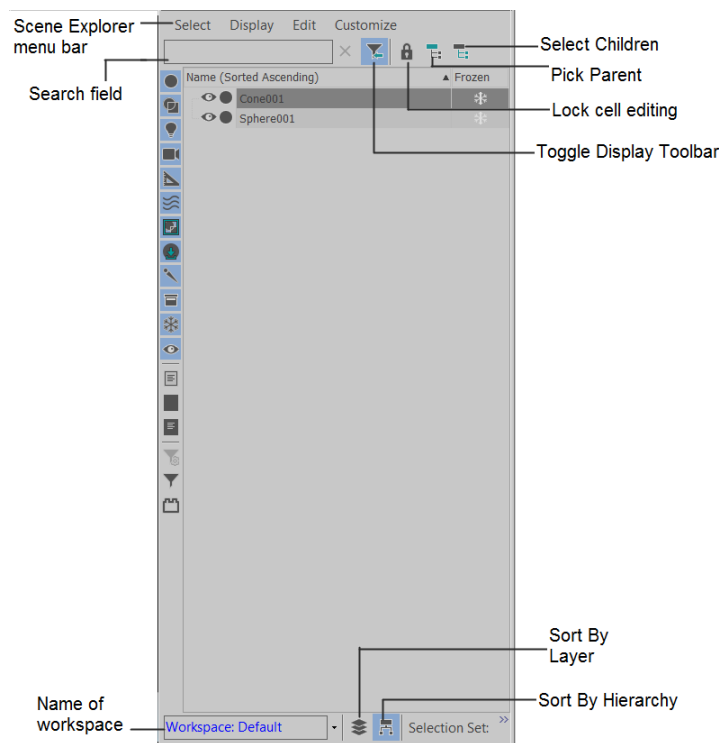 Scene Explorer
menu bar
Select Display Edit Customize
Search field
Select Children
Pick Parent
Lock cell editing
Toggle Display Toolbar
Name (Sorted Ascending) Frozen
Cone001
Sphere001
Sort By
Layer
Sort By Hierarchy
Name of
workspace
Workspace: Default Selection Set: